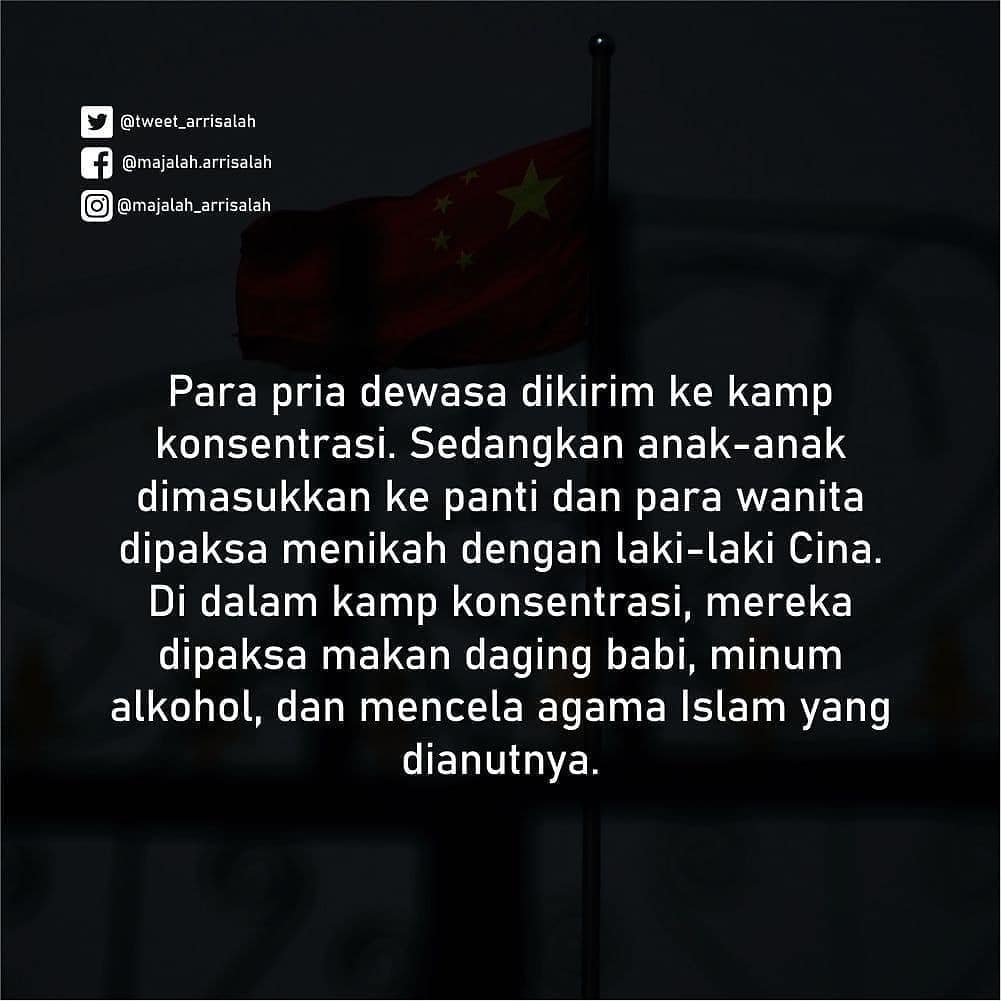 @tweet_arrisalah
@majalah.arrisalah
@majalah_arrisalah
Para pria dewasa dikirim ke kamp
konsentrasi. Sedangkan anak-anak
dimasukkan ke panti dan para wanita
dipaksa menikah dengan laki-laki Cina.
Di dalam kamp konsentrasi, mereka
dipaksa makan daging babi, minum
alkohol, dan mencela agama Islam yang
dianutnya.